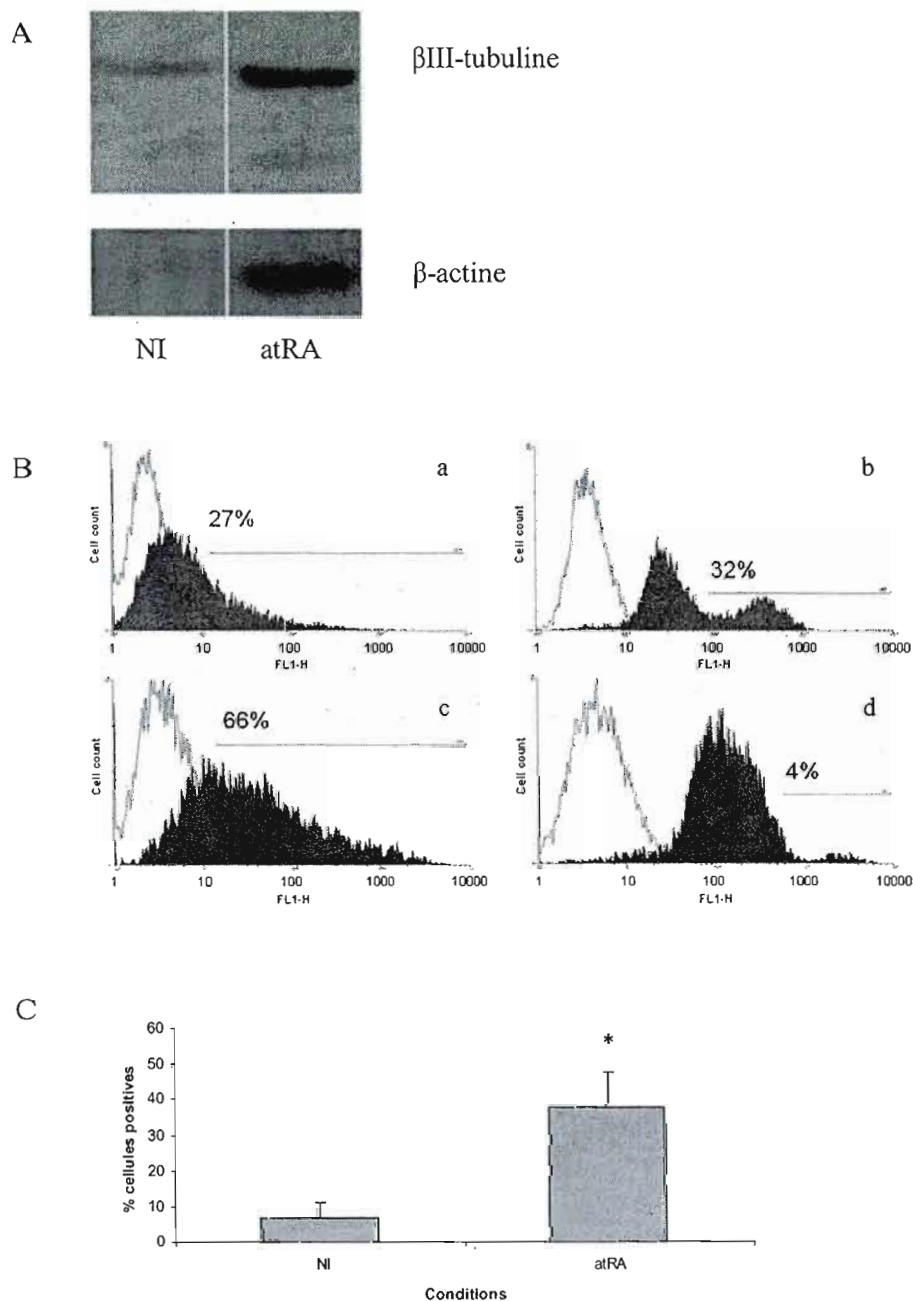 A
βIII-tubuline
β-actine
NI atRA
B
a
27%
Cell count
1 10 100 1000 10000
FL1-H
b
32%
Cell count
1 10 100 1000 10000
FL1-H
c
66%
Cell count
1 10 100 1000 10000
FL1-H
d
4%
Cell count
1 10 100 1000 10000
FL1-H
C
% cellules positives
60
50
40
30
20
10
0
*
NI atRA
Conditions